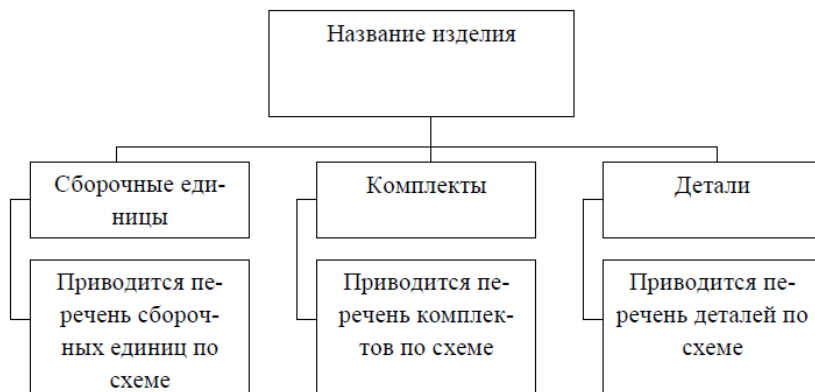 Название изделия
Сборочные еди-
ницы
Комплекты
Детали
Приводится пе-
речень сбороч-
ных единиц по
схеме
Приводится пе-
речень комплек-
тов по схеме
Приводится пе-
речень деталей по
схеме